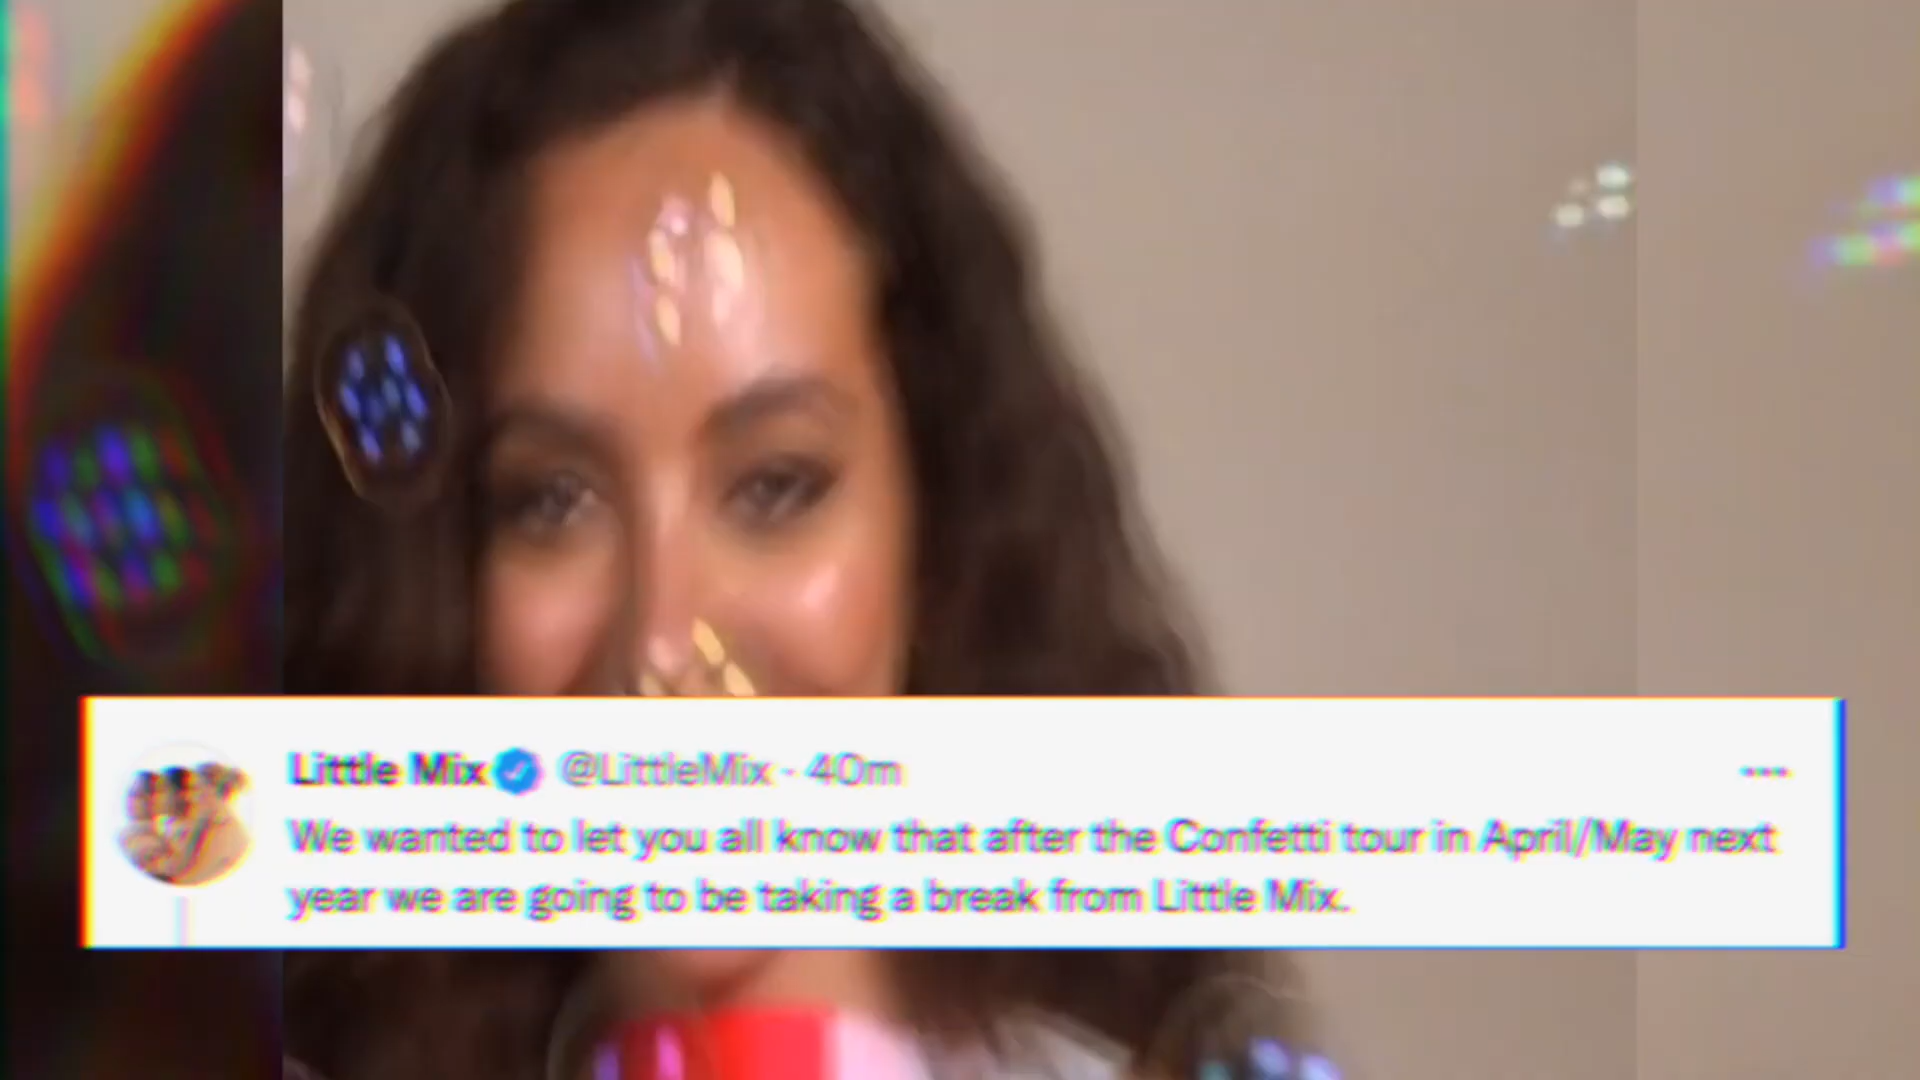 Little Mix @LittleMix · 40m
We wanted to let you all know that after the Confetti tour in April/May next
year we are going to be taking a break from Little Mix.